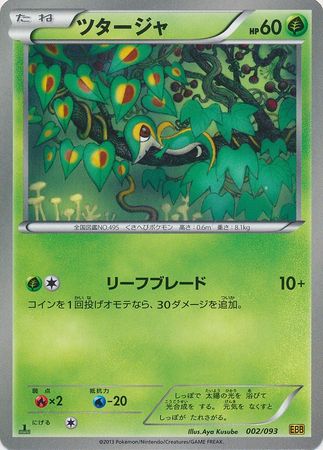 たね ツタージャ HP60
全国図鑑NO.495 くさへびポケモン 高さ：0.6m 重さ：8.1kg
リーフブレード 10+
コインを1回投げオモテなら、30ダメージを追加。
弱点 抵抗力
×2 -20
にげる
しっぽで 太陽の光を 浴びて
光合成を する。 元気を なくすと
しっぽが たれさがる。
1 Illus.Aya Kusube 002/093 EBB
©2013 Pokémon/Nintendo/Creatures/GAME FREAK.